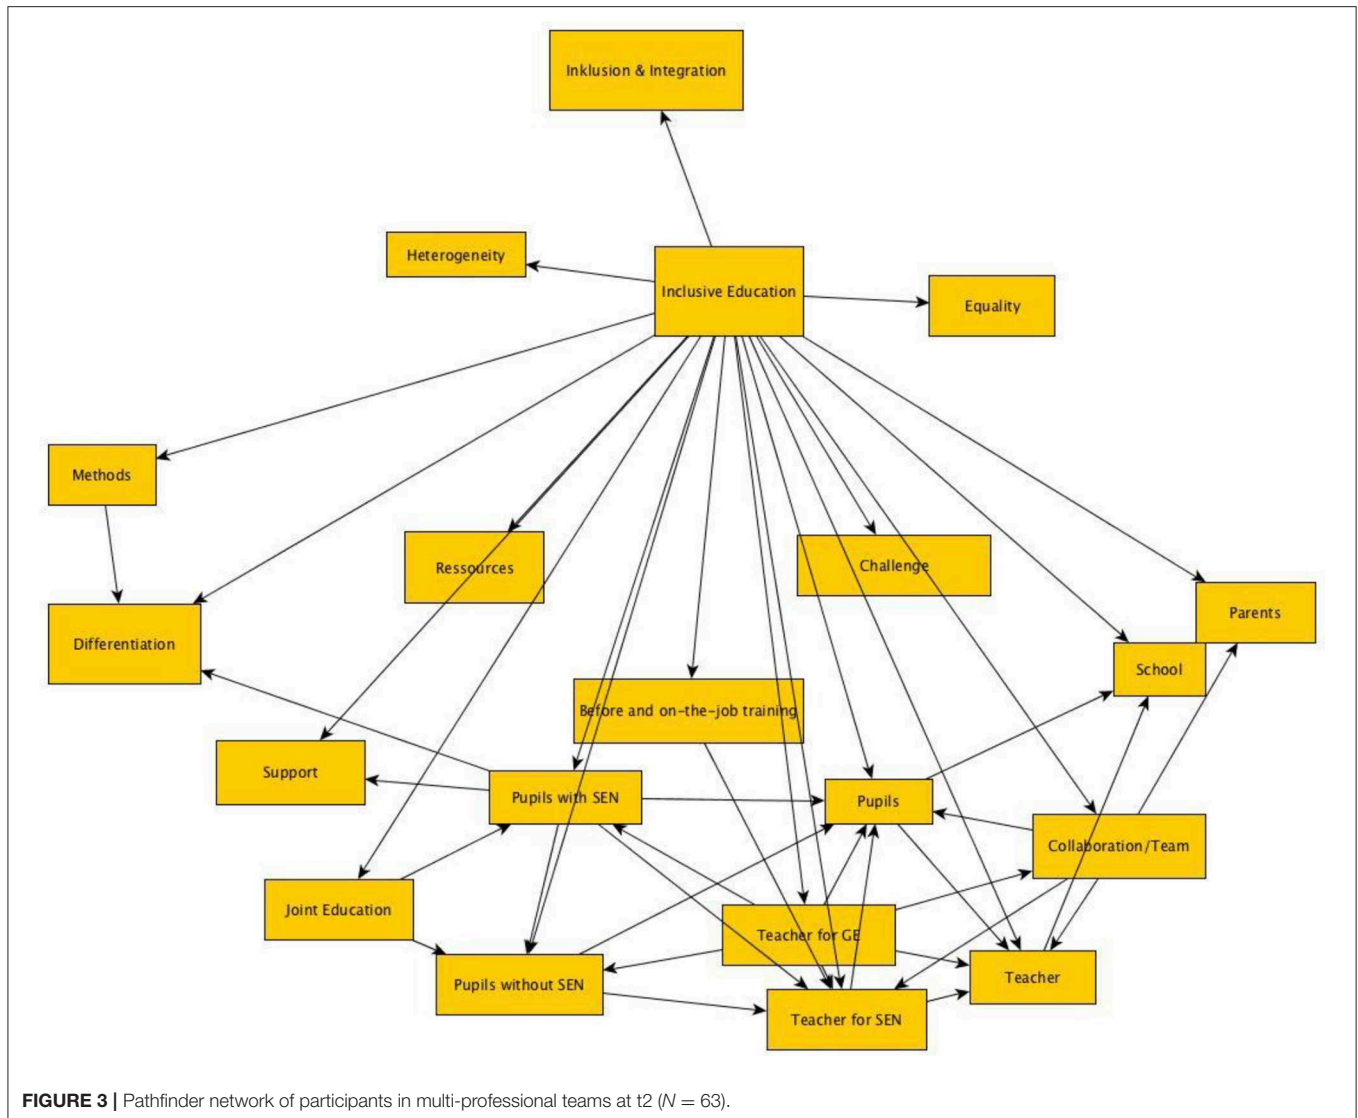 Inklusion & Integration
Heterogeneity
Inclusive Education
Equality
Methods
Ressources
Challenge
Differentiation
Parents
School
Before and on-the-job training
Support
Pupils with SEN
Pupils
Collaboration/Team
Joint Education
Teacher for GE
Pupils without SEN
Teacher
Teacher for SEN
FIGURE 3 | Pathfinder network of participants in multi-professional teams at t2 (N = 63).